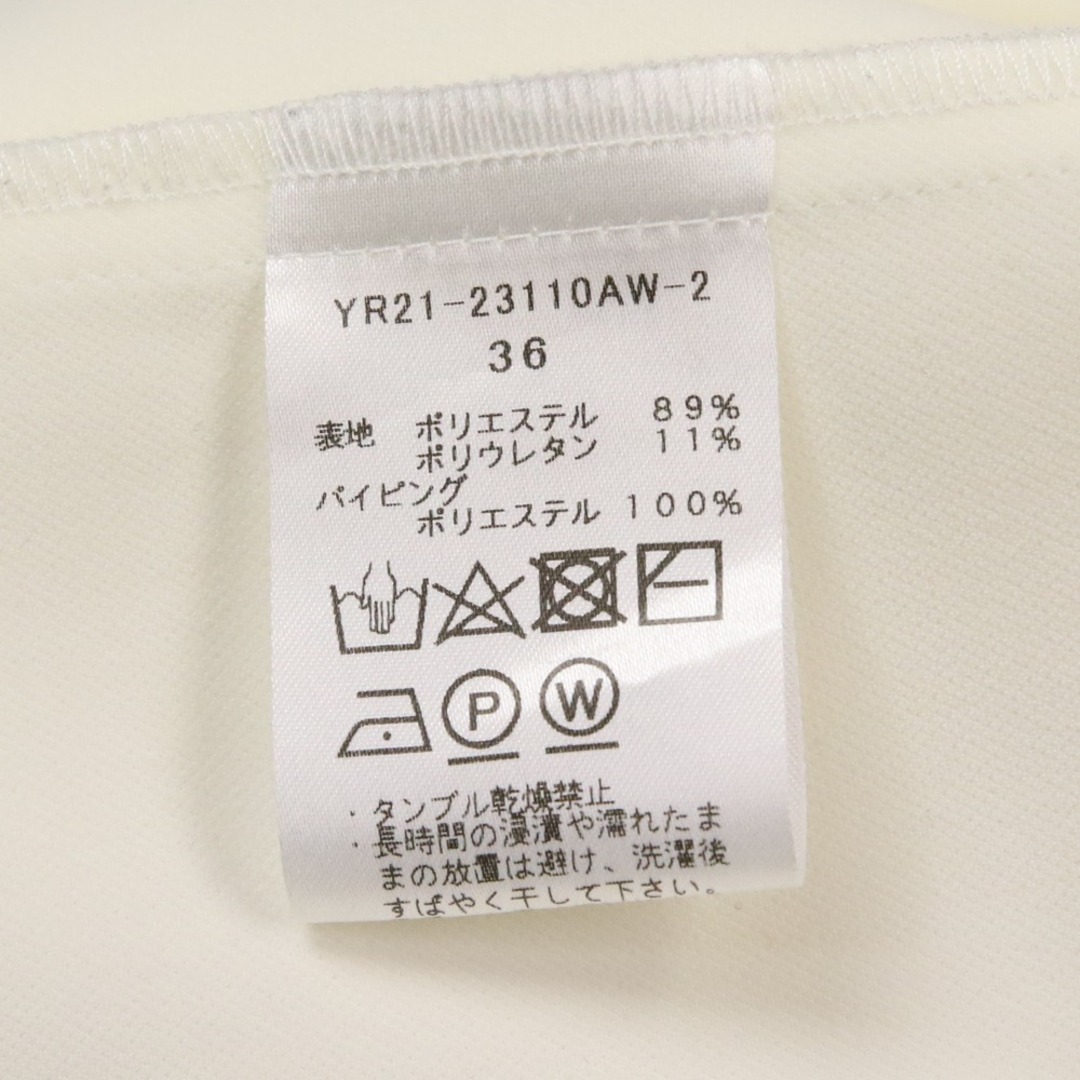 YR21-23110AW-2
36
表地 ポリエステル 89%
ポリウレタン 11%
パイピング
ポリエステル 100%
P W
・タンブル乾燥禁止
・長時間の浸漬や濡れたま
まの放置は避け、洗濯後
すばやく干して下さい。